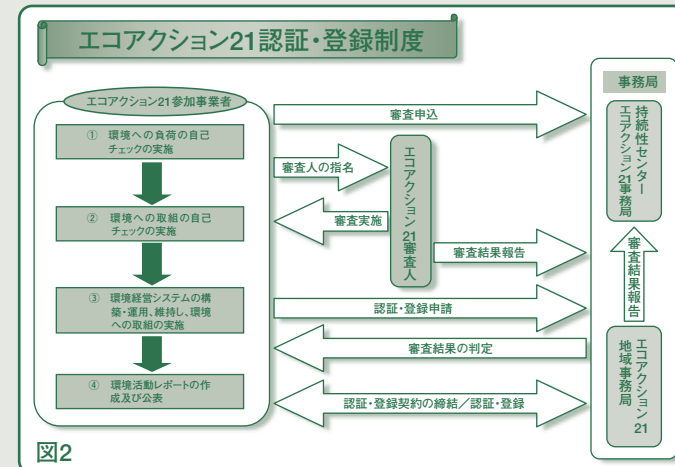 エコアクション21認証・登録制度
エコアクション21参加事業者
① 環境への負荷の自己
チェックの実施
② 環境への取組の自己
チェックの実施
③ 環境経営システムの構
築・運用、維持し、環境
への取組の実施
④ 環境活動レポートの作
成及び公表
審査申込
審査人の指名
審査実施
エコアクション21審査人
審査結果報告
認証・登録申請
審査結果の判定
認証・登録契約の締結／認証・登録
事務局
持続性センター
エコアクション21事務局
審査結果報告
エコアクション21
地域事務局
図2